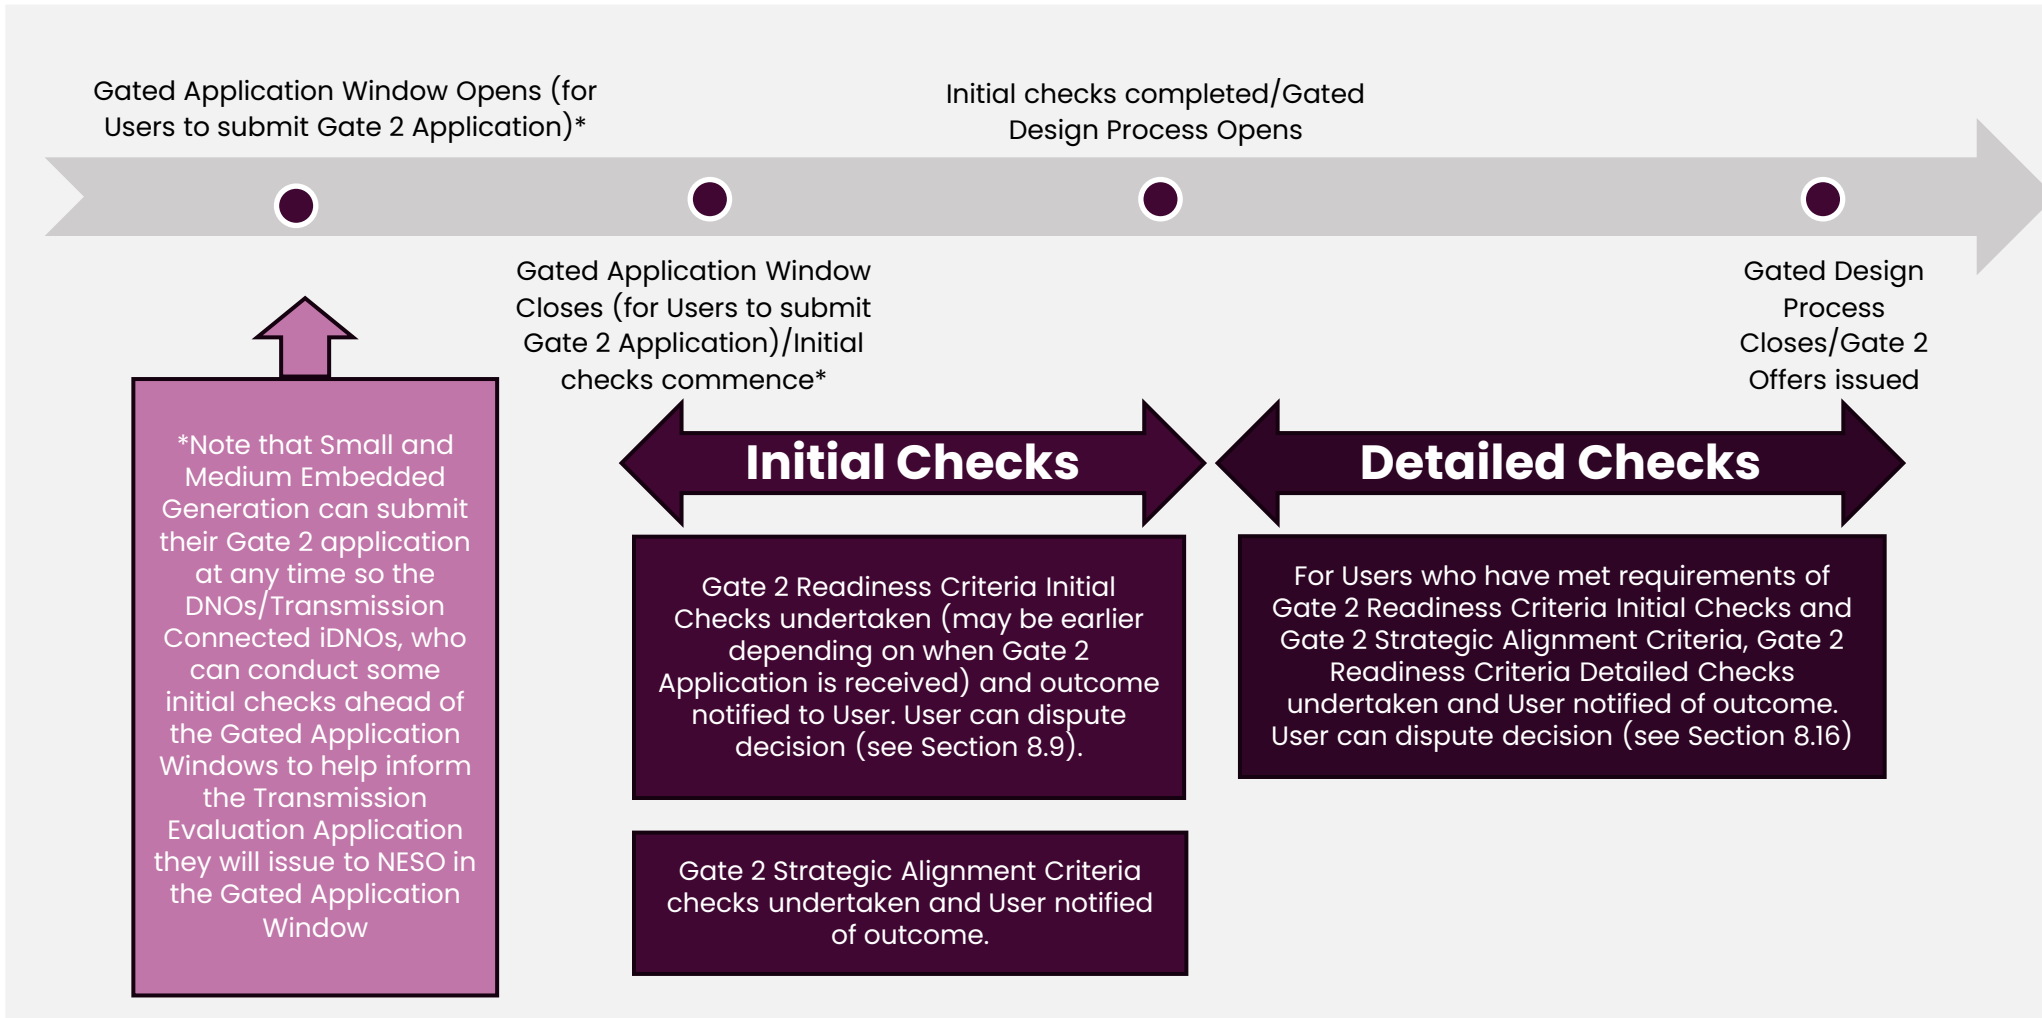 Gated Application Window Opens (for
Users to submit Gate 2 Application)*
Initial checks completed/Gated
Design Process Opens
Gated Application Window
Closes (for Users to submit
Gate 2 Application)/Initial
checks commence*
Gated Design
Process
Closes/Gate 2
Offers issued
*Note that Small and
Medium Embedded
Generation can submit
their Gate 2 application
at any time so the
DNOs/Transmission
Connected iDNOs, who
can conduct some
initial checks ahead of
the Gated Application
Windows to help inform
the Transmission
Evaluation Application
they will issue to NESO in
the Gated Application
Window
Initial Checks
Gate 2 Readiness Criteria Initial
Checks undertaken (may be earlier
depending on when Gate 2
Application is received) and outcome
notified to User. User can dispute
decision (see Section 8.9).
Gate 2 Strategic Alignment Criteria
checks undertaken and User notified
of outcome.
Detailed Checks
For Users who have met requirements of
Gate 2 Readiness Criteria Initial Checks and
Gate 2 Strategic Alignment Criteria, Gate 2
Readiness Criteria Detailed Checks
undertaken and User notified of outcome.
User can dispute decision (see Section 8.16)